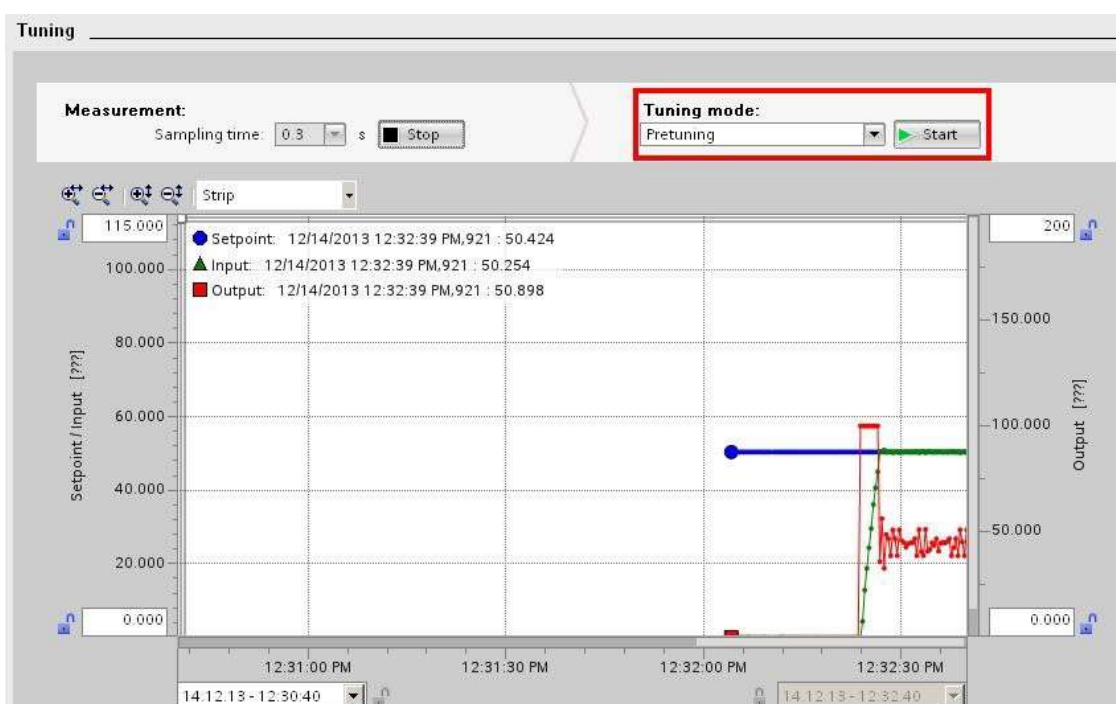 Tuning
Measurement:
Sampling time: 0.3 s Stop
Tuning mode:
Pretuning Start
Strip
115.000
100.000
80.000
60.000
40.000
20.000
0.000
Setpoint / Input [???]
Setpoint: 12/14/2013 12:32:39 PM,921 : 50.424
Input: 12/14/2013 12:32:39 PM,921 : 50.254
Output: 12/14/2013 12:32:39 PM,921 : 50.898
200
150.000
100.000
50.000
0.000
Output [???]
12:31:00 PM 12:31:30 PM 12:32:00 PM 12:32:30 PM
14.12.13 - 12:30:40 14.12.13 - 12:32:40